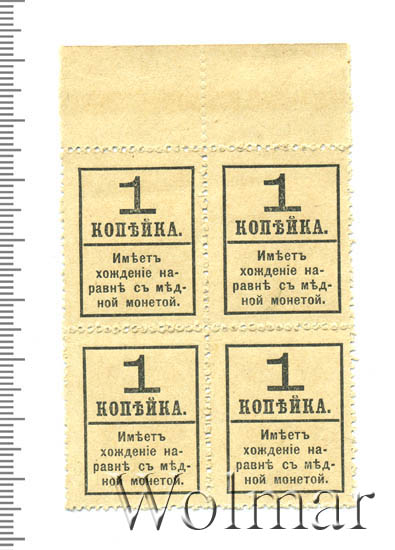 1 1
КОПѢЙКА. КОПѢЙКА.
Имѣетъ Имѣетъ
хожденіе на- хожденіе на-
равнѣ съ мѣд- равнѣ съ мѣд-
ной монетой. ной монетой.
1 1
КОПѢЙКА. КОПѢЙКА.
Имѣетъ Имѣетъ
хожденіе на- хожденіе на-
равнѣ съ мѣд- равнѣ съ мѣд-
ной монетой. ной монетой.
Wolmar